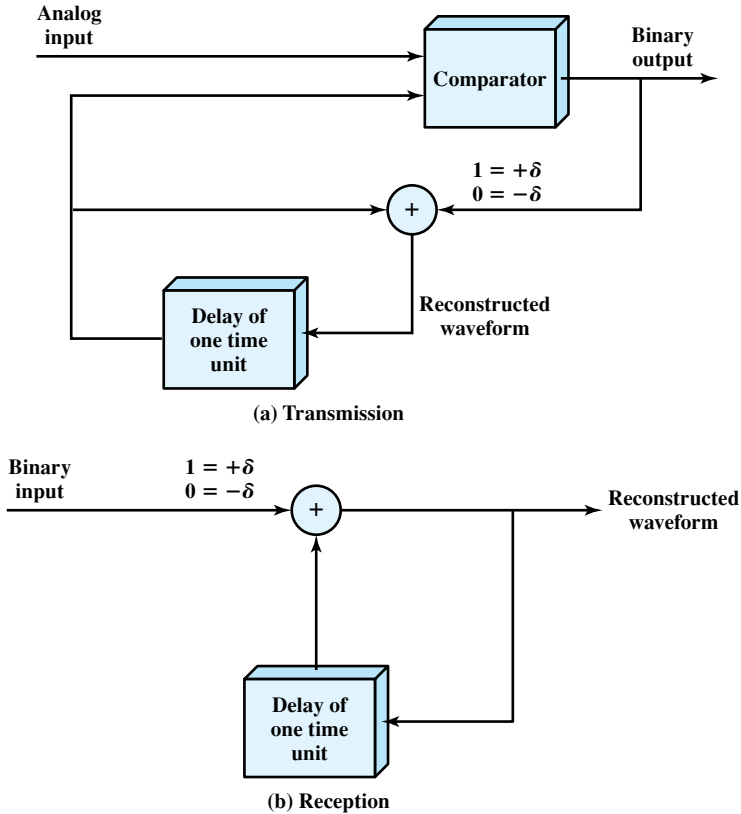 Analog
input
Comparator
Binary
output
1 = +δ
0 = −δ
+
Delay of
one time
unit
Reconstructed
waveform
(a) Transmission
Binary
input
1 = +δ
0 = −δ
+
Reconstructed
waveform
Delay of
one time
unit
(b) Reception